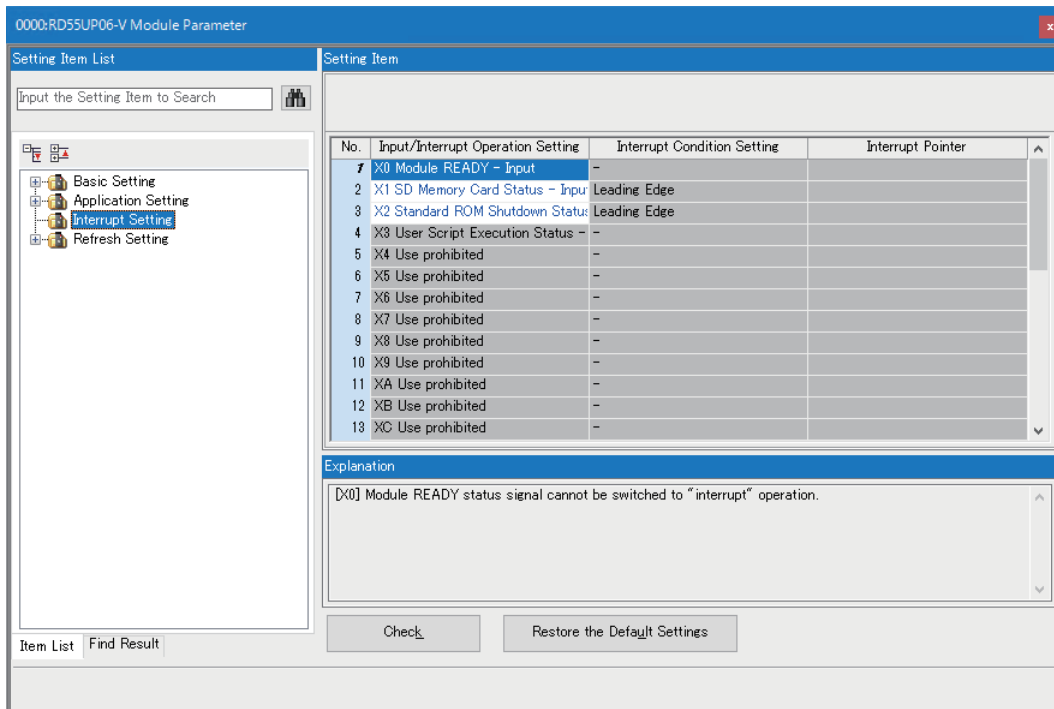 0000:RD55UP06-V Module Parameter
x
Setting Item List
Input the Setting Item to Search
Basic Setting
Application Setting
Interrupt Setting
Refresh Setting
Item List Find Result
Setting Item
No. Input/Interrupt Operation Setting Interrupt Condition Setting Interrupt Pointer
1 X0 Module READY - Input -
2 X1 SD Memory Card Status - Input Leading Edge
3 X2 Standard ROM Shutdown Status Leading Edge
4 X3 User Script Execution Status - -
5 X4 Use prohibited -
6 X5 Use prohibited -
7 X6 Use prohibited -
8 X7 Use prohibited -
9 X8 Use prohibited -
10 X9 Use prohibited -
11 XA Use prohibited -
12 XB Use prohibited -
13 XC Use prohibited -
Explanation
[X0] Module READY status signal cannot be switched to "interrupt" operation.
Check Restore the Default Settings